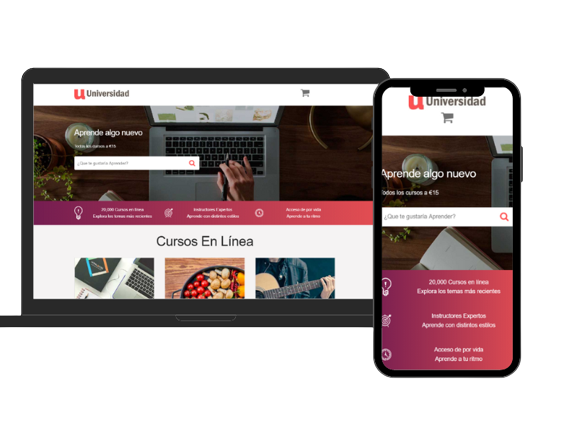 Universidad
Aprende algo nuevo
Todos los cursos a €15
¿Que te gustaría Aprender?
20,000 Cursos en línea
Explora los temas más recientes
Instructores Expertos
Aprende con distintos estilos
Acceso de por vida
Aprende a tu ritmo
Cursos En Línea
Universidad
Aprende algo nuevo
Todos los cursos a €15
¿Que te gustaría Aprender?
20,000 Cursos en linea
Explora los temas más recientes
Instructores Expertos
Aprende con distintos estilos
Acceso de por vida
Aprende a tu ritmo